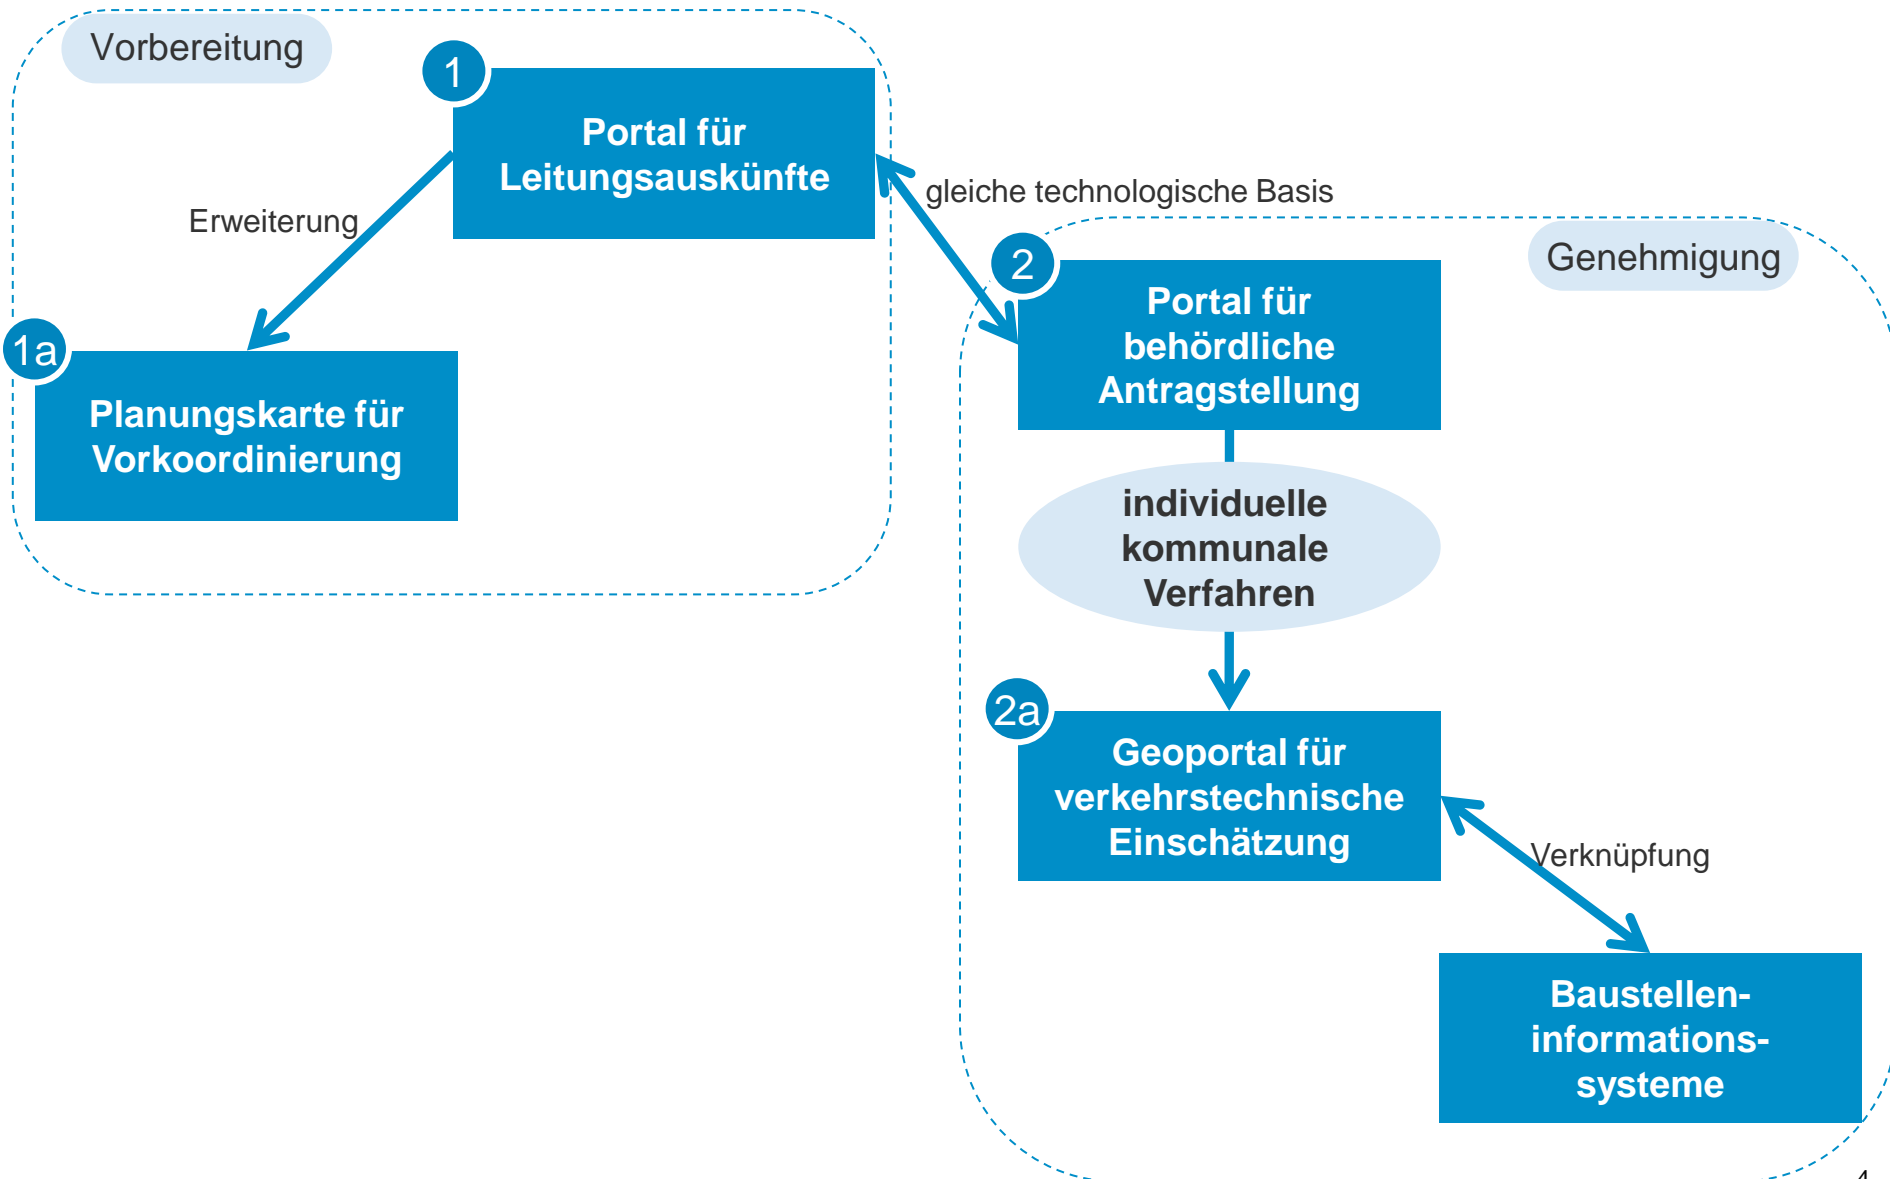 Vorbereitung
1
Portal für
Leitungsauskünfte
Erweiterung
1a
Planungskarte für
Vorkoordinierung
gleiche technologische Basis
Genehmigung
2
Portal für
behördliche
Antragstellung
individuelle
kommunale
Verfahren
2a
Geoportal für
verkehrstechnische
Einschätzung
Verknüpfung
Baustellen-
informations-
systeme
4